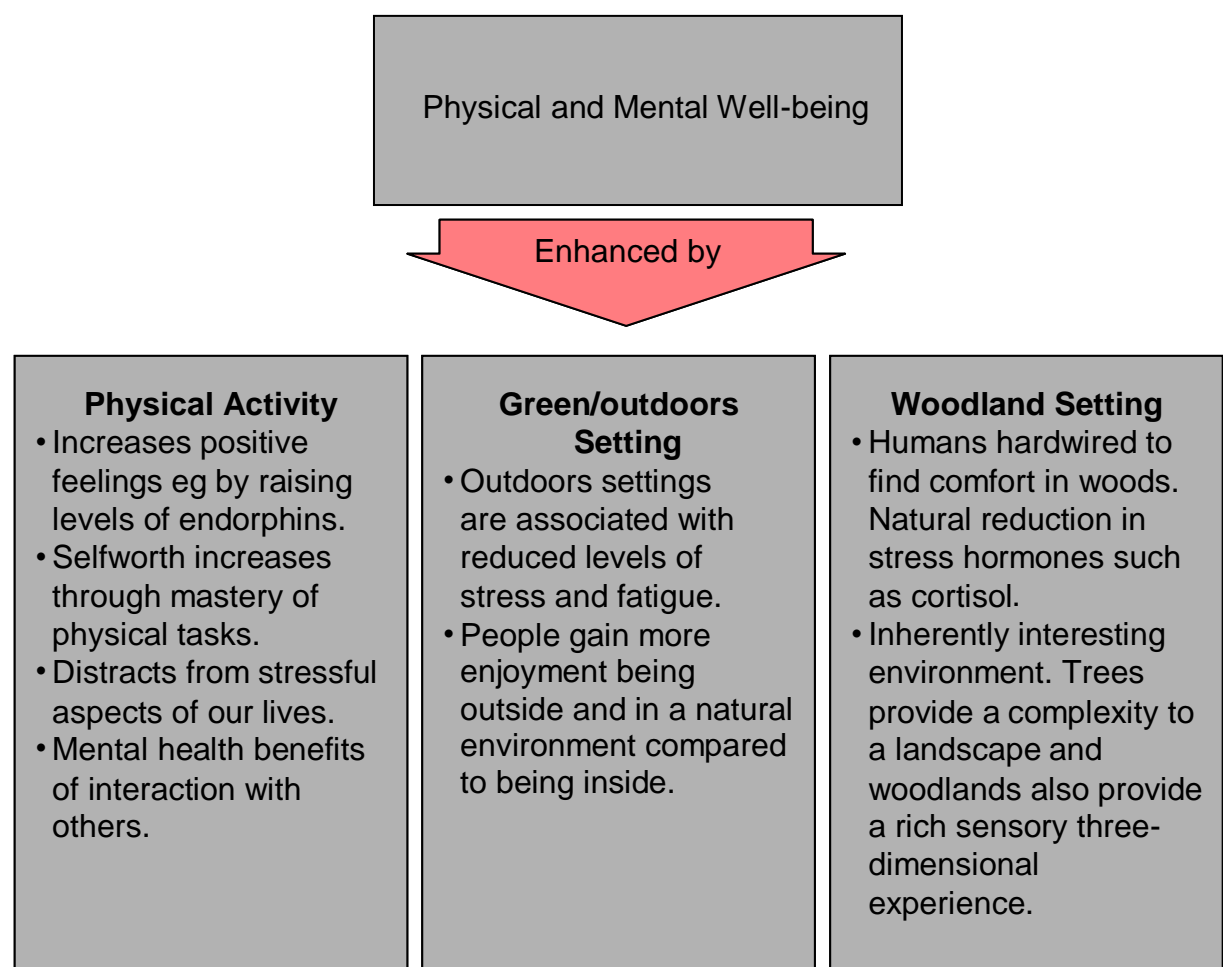 Physical and Mental Well-being
Enhanced by
Physical Activity
• Increases positive
feelings eg by raising
levels of endorphins.
• Selfworth increases
through mastery of
physical tasks.
• Distracts from stressful
aspects of our lives.
• Mental health benefits
of interaction with
others.
Green/outdoors
Setting
• Outdoors settings
are associated with
reduced levels of
stress and fatigue.
• People gain more
enjoyment being
outside and in a natural
environment compared
to being inside.
Woodland Setting
• Humans hardwired to
find comfort in woods.
Natural reduction in
stress hormones such
as cortisol.
• Inherently interesting
environment. Trees
provide a complexity to
a landscape and
woodlands also provide
a rich sensory three-
dimensional
experience.